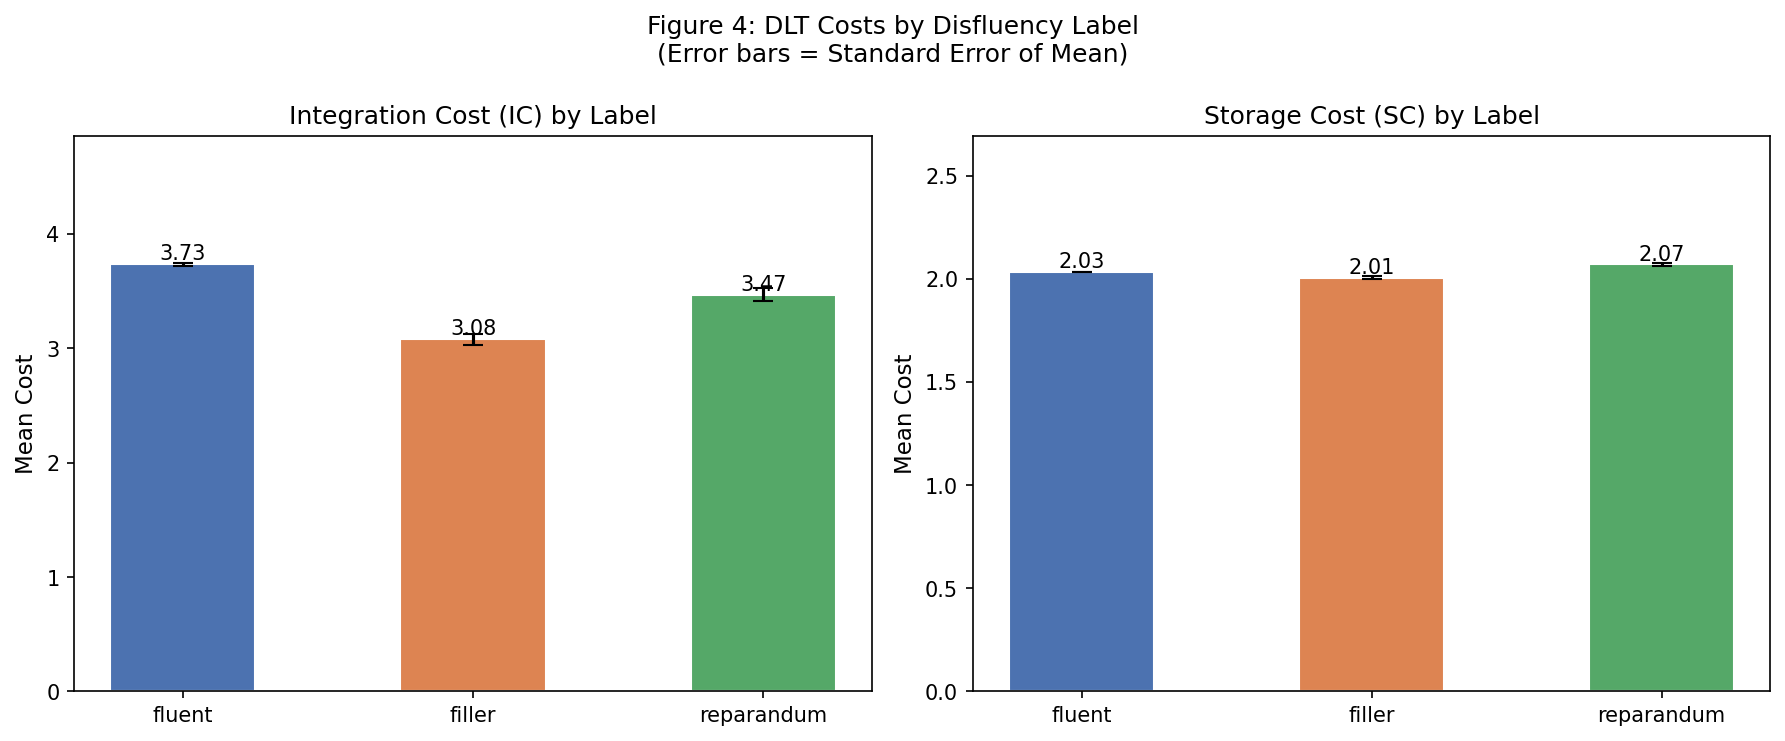 Figure 4: DLT Costs by Disfluency Label
(Error bars = Standard Error of Mean)
Integration Cost (IC) by Label
Mean Cost
4
3
2
1
0
3.73
3.08
3.47
fluent
filler
reparandum
Storage Cost (SC) by Label
Mean Cost
2.5
2.0
1.5
1.0
0.5
0.0
2.03
2.01
2.07
fluent
filler
reparandum